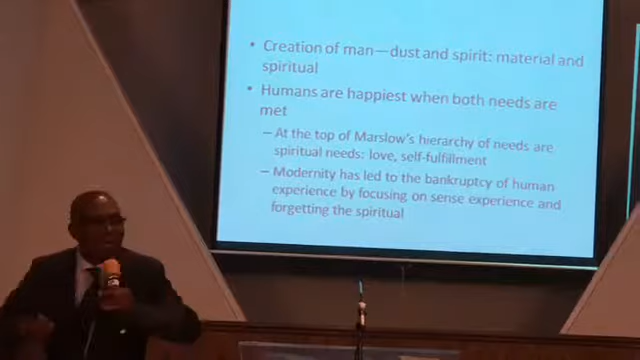 • Creation of man—dust and spirit: material and
spiritual
• Humans are happiest when both needs are
met
– At the top of Marslow's hierarchy of needs are
spiritual needs: love, self-fulfillment
– Modernity has led to the bankruptcy of human
experience by focusing on sense experience and
forgetting the spiritual